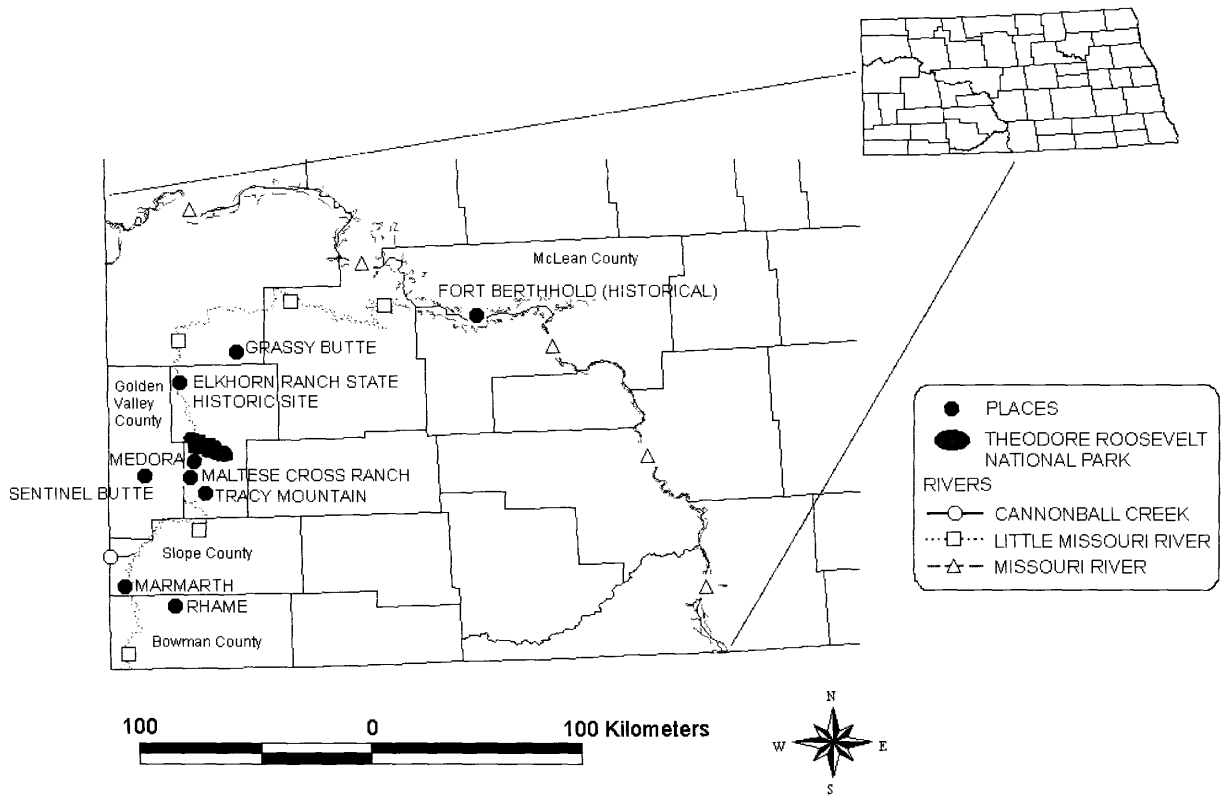 McLean County
FORT BERTHHOLD (HISTORICAL)
GRASSY BUTTE
Golden
Valley
County
ELKHORN RANCH STATE
HISTORIC SITE
MEDORA
MALTESE CROSS RANCH
SENTINEL BUTTE
TRACY MOUNTAIN
Slope County
MARMARTH
RHAME
Bowman County
PLACES
THEODORE ROOSEVELT
NATIONAL PARK
RIVERS
CANNONBALL CREEK
LITTLE MISSOURI RIVER
MISSOURI RIVER
100 0 100 Kilometers
N
W E
S